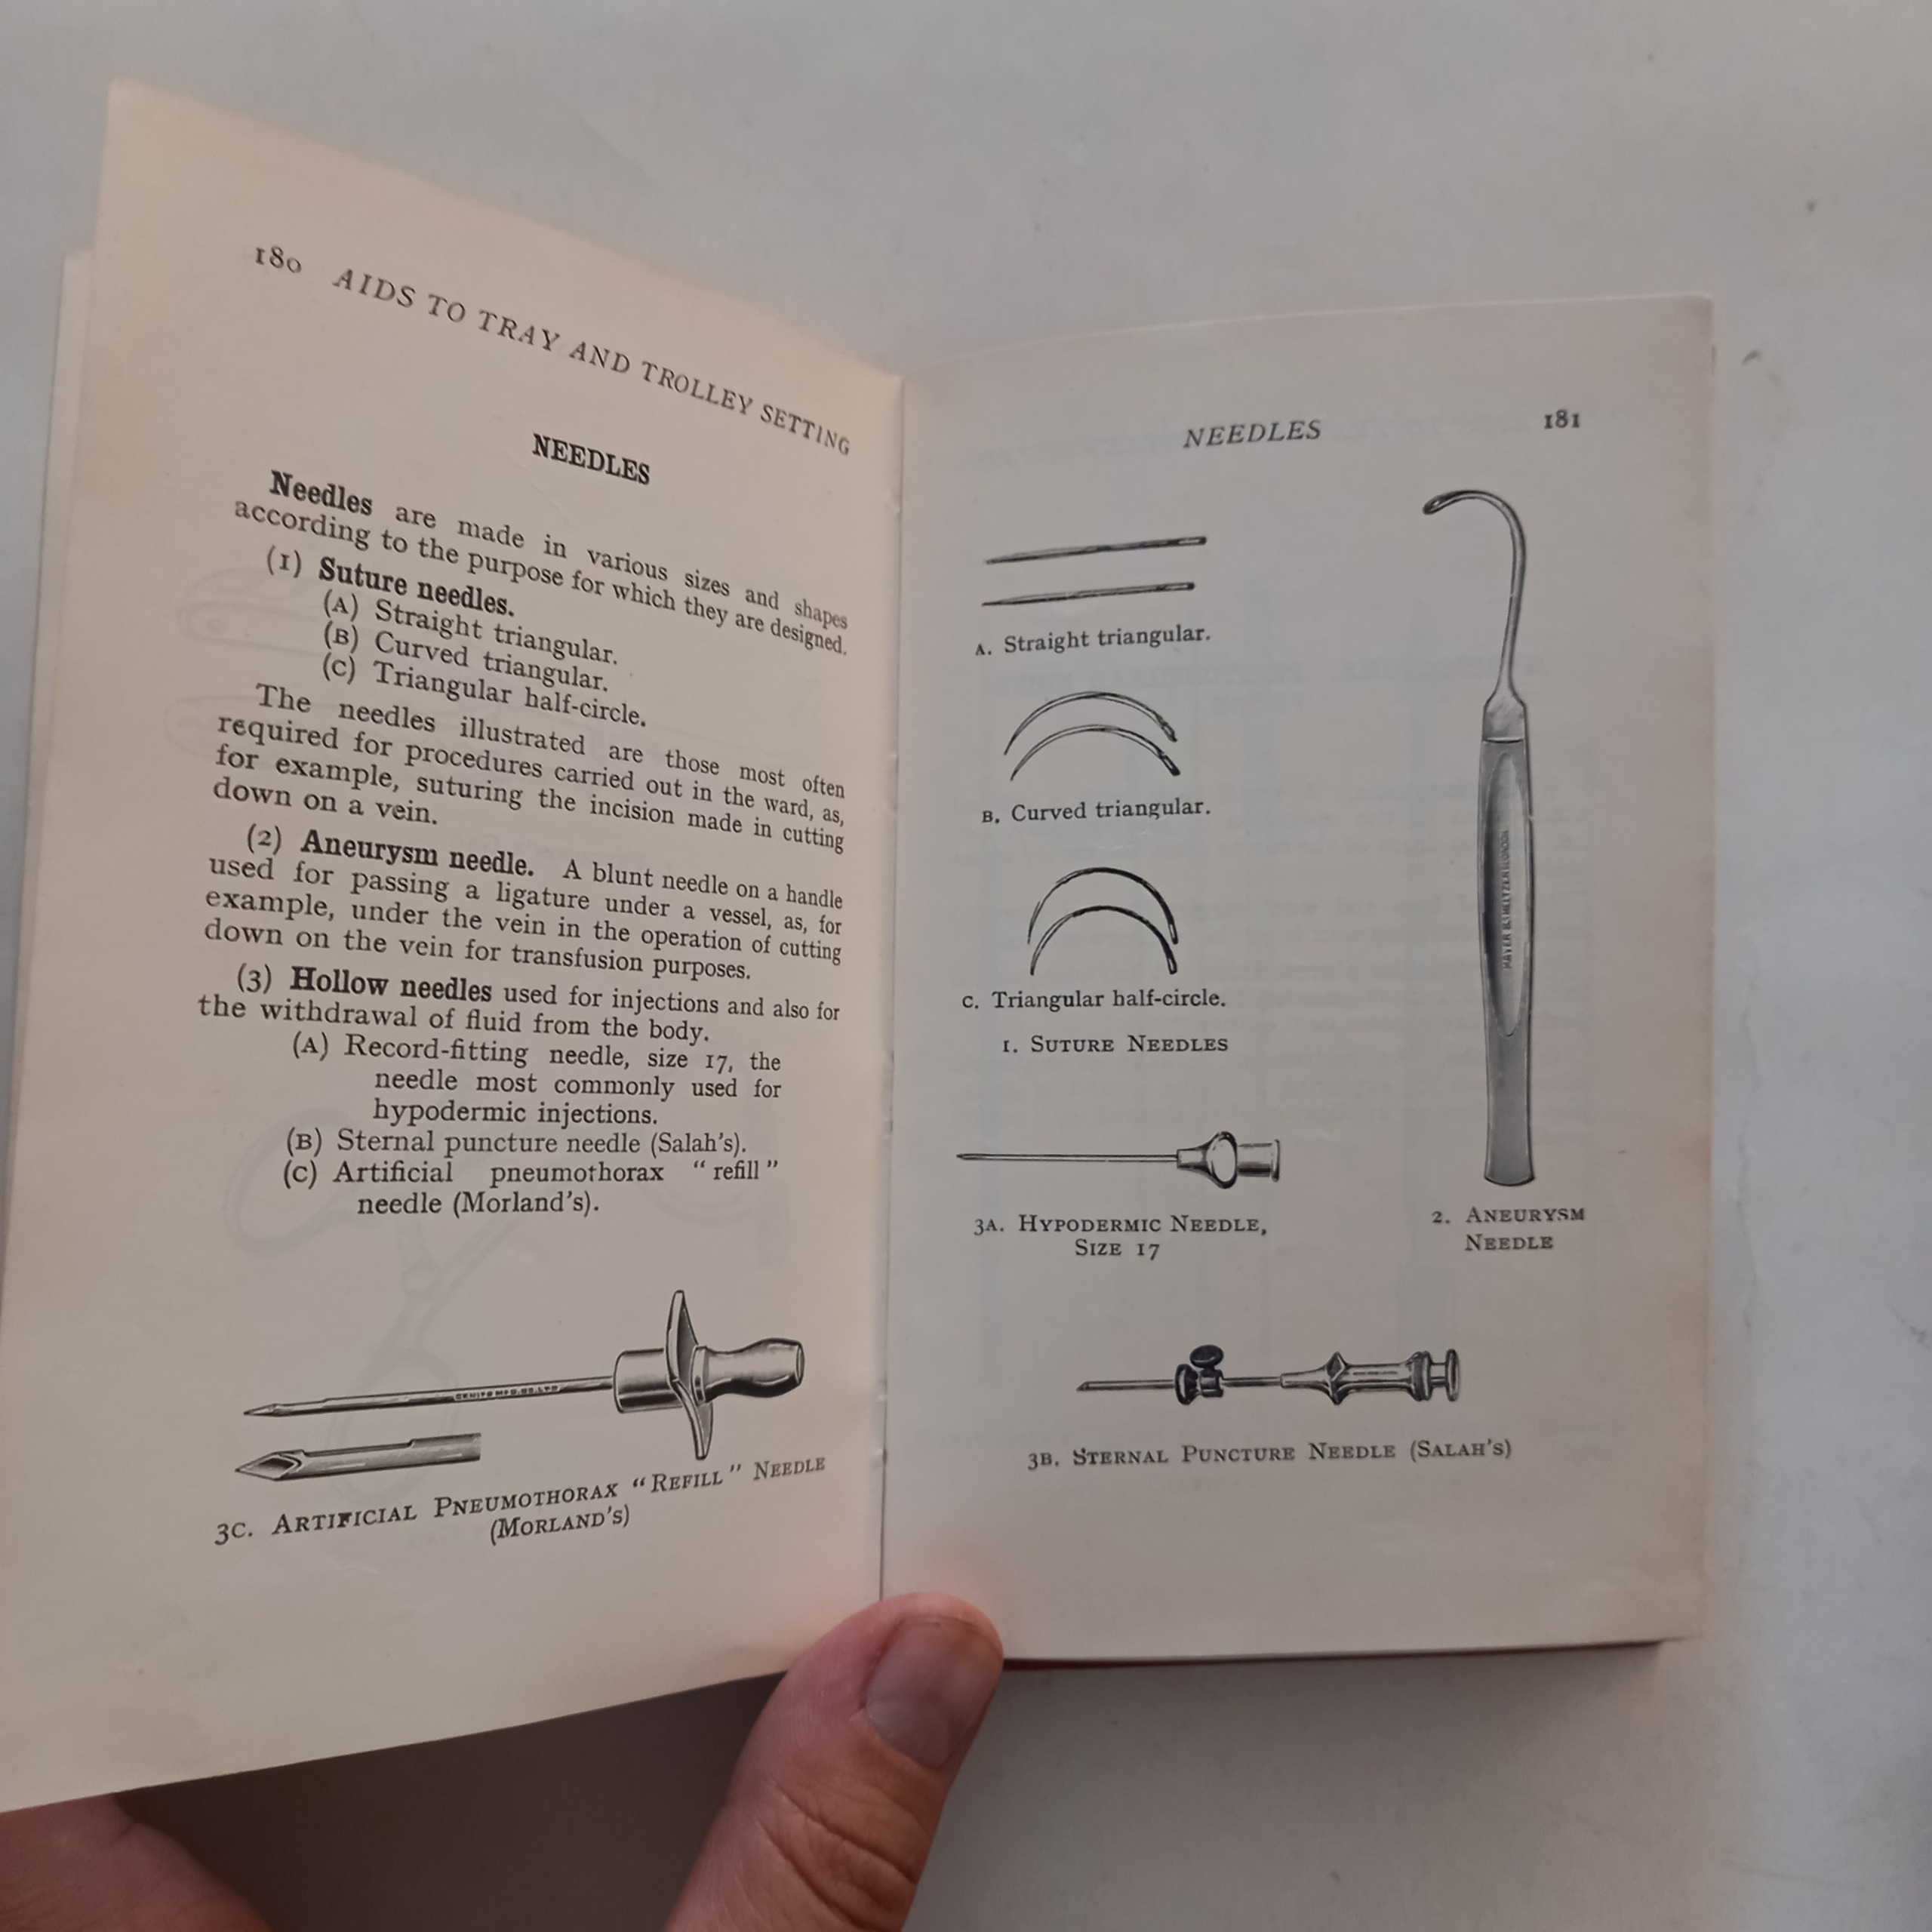 180 AIDS TO TRAY AND TROLLEY SETTING
NEEDLES
Needles are made in various sizes and shapes
according to the purpose for which they are designed.
(1) Suture needles.
(A) Straight triangular.
(B) Curved triangular.
(C) Triangular half-circle.
The needles illustrated are those most often
required for procedures carried out in the ward, as,
for example, suturing the incision made in cutting
down on a vein.
(2) Aneurysm needle. A blunt needle on a handle
used for passing a ligature under a vessel, as, for
example, under the vein in the operation of cutting
down on the vein for transfusion purposes.
(3) Hollow needles used for injections and also for
the withdrawal of fluid from the body.
(A) Record-fitting needle, size 17, the
needle most commonly used for
hypodermic injections.
(B) Sternal puncture needle (Salah's).
(C) Artificial pneumothorax “refill”
needle (Morland's).
MFG. CO. LTD
3C. ARTIFICIAL PNEUMOTHORAX “REFILL” NEEDLE
(MORLAND'S)
NEEDLES 181
A. Straight triangular.
B. Curved triangular.
C. Triangular half-circle.
1. SUTURE NEEDLES
MAYER & MELTZER LONDON
3A. HYPODERMIC NEEDLE,
SIZE 17
2. ANEURYSM
NEEDLE
3B. STERNAL PUNCTURE NEEDLE (SALAH'S)